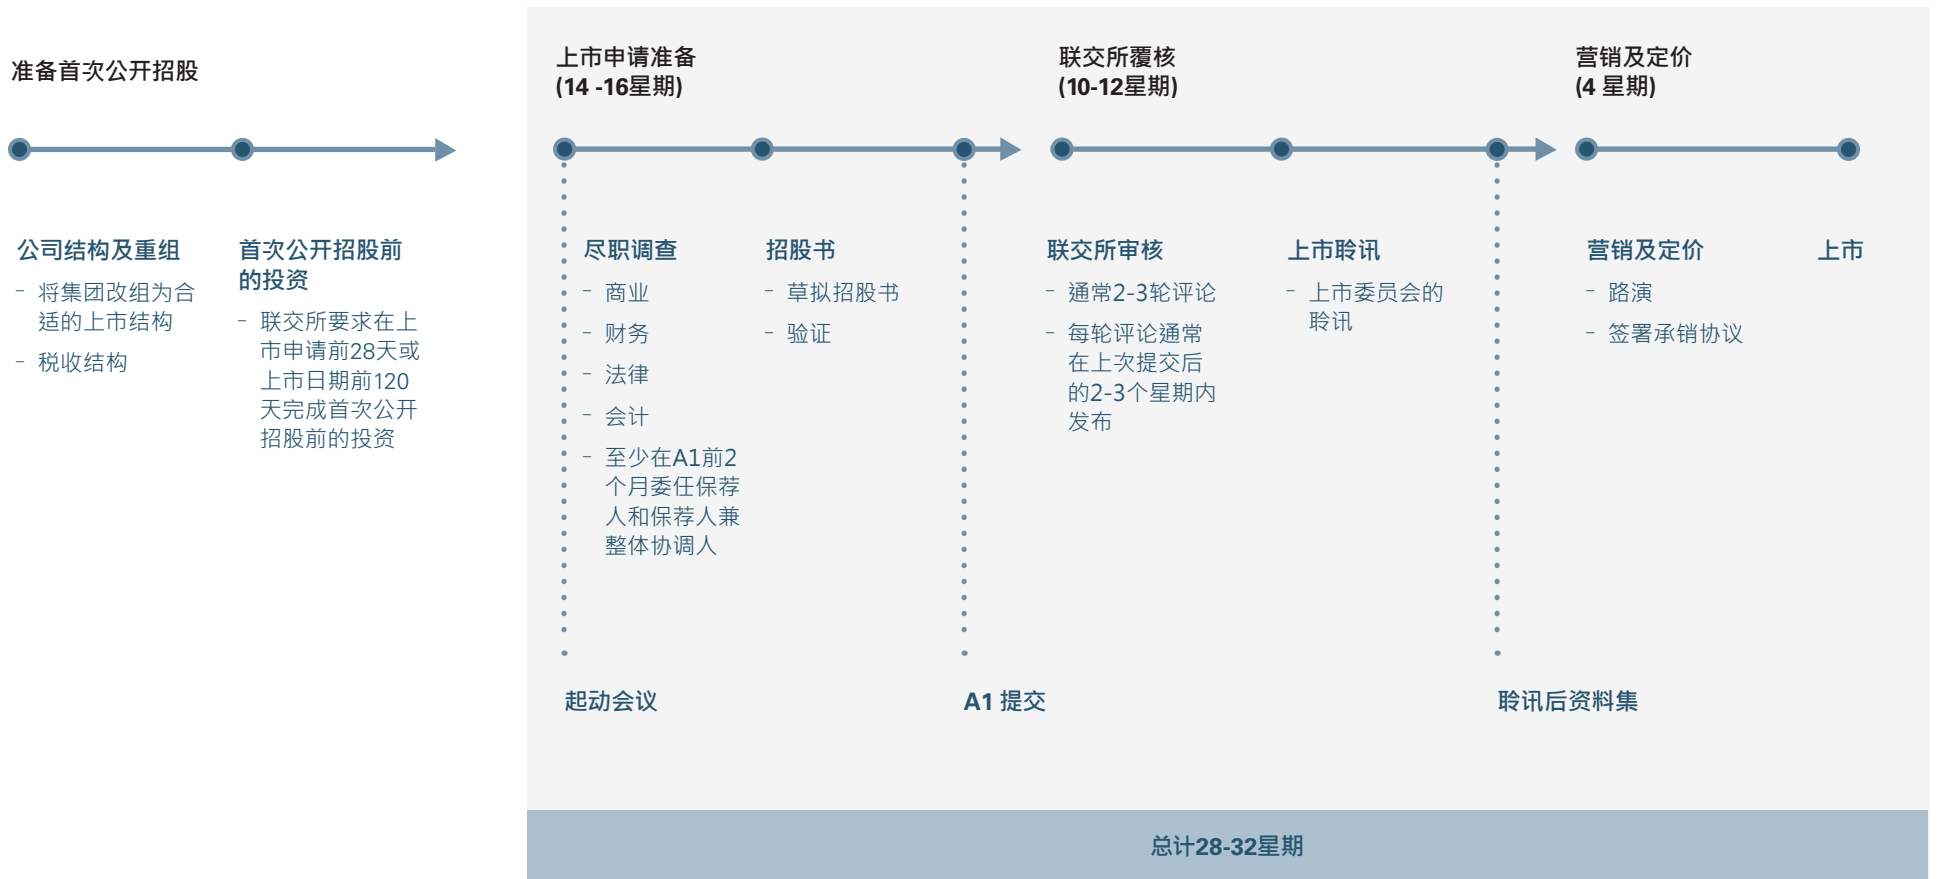 准备首次公开招股
上市申请准备
(14 -16星期)
联交所覆核
(10-12星期)
营销及定价
(4 星期)
公司结构及重组
- 将集团改组为合
适的上市结构
- 税收结构
首次公开招股前
的投资
- 联交所要求在上
市申请前28天或
上市日期前120
天完成首次公开
招股前的投资
尽职调查
- 商业
- 财务
- 法律
- 会计
- 至少在A1前2
个月委任保荐
人和保荐人兼
整体协调人
招股书
- 草拟招股书
- 验证
联交所审核
- 通常2-3轮评论
- 每轮评论通常
在上次提交后
的2-3个星期内
发布
上市聆讯
- 上市委员会的
聆讯
营销及定价
- 路演
- 签署承销协议
上市
起动会议
A1 提交
聆讯后资料集
总计28-32星期